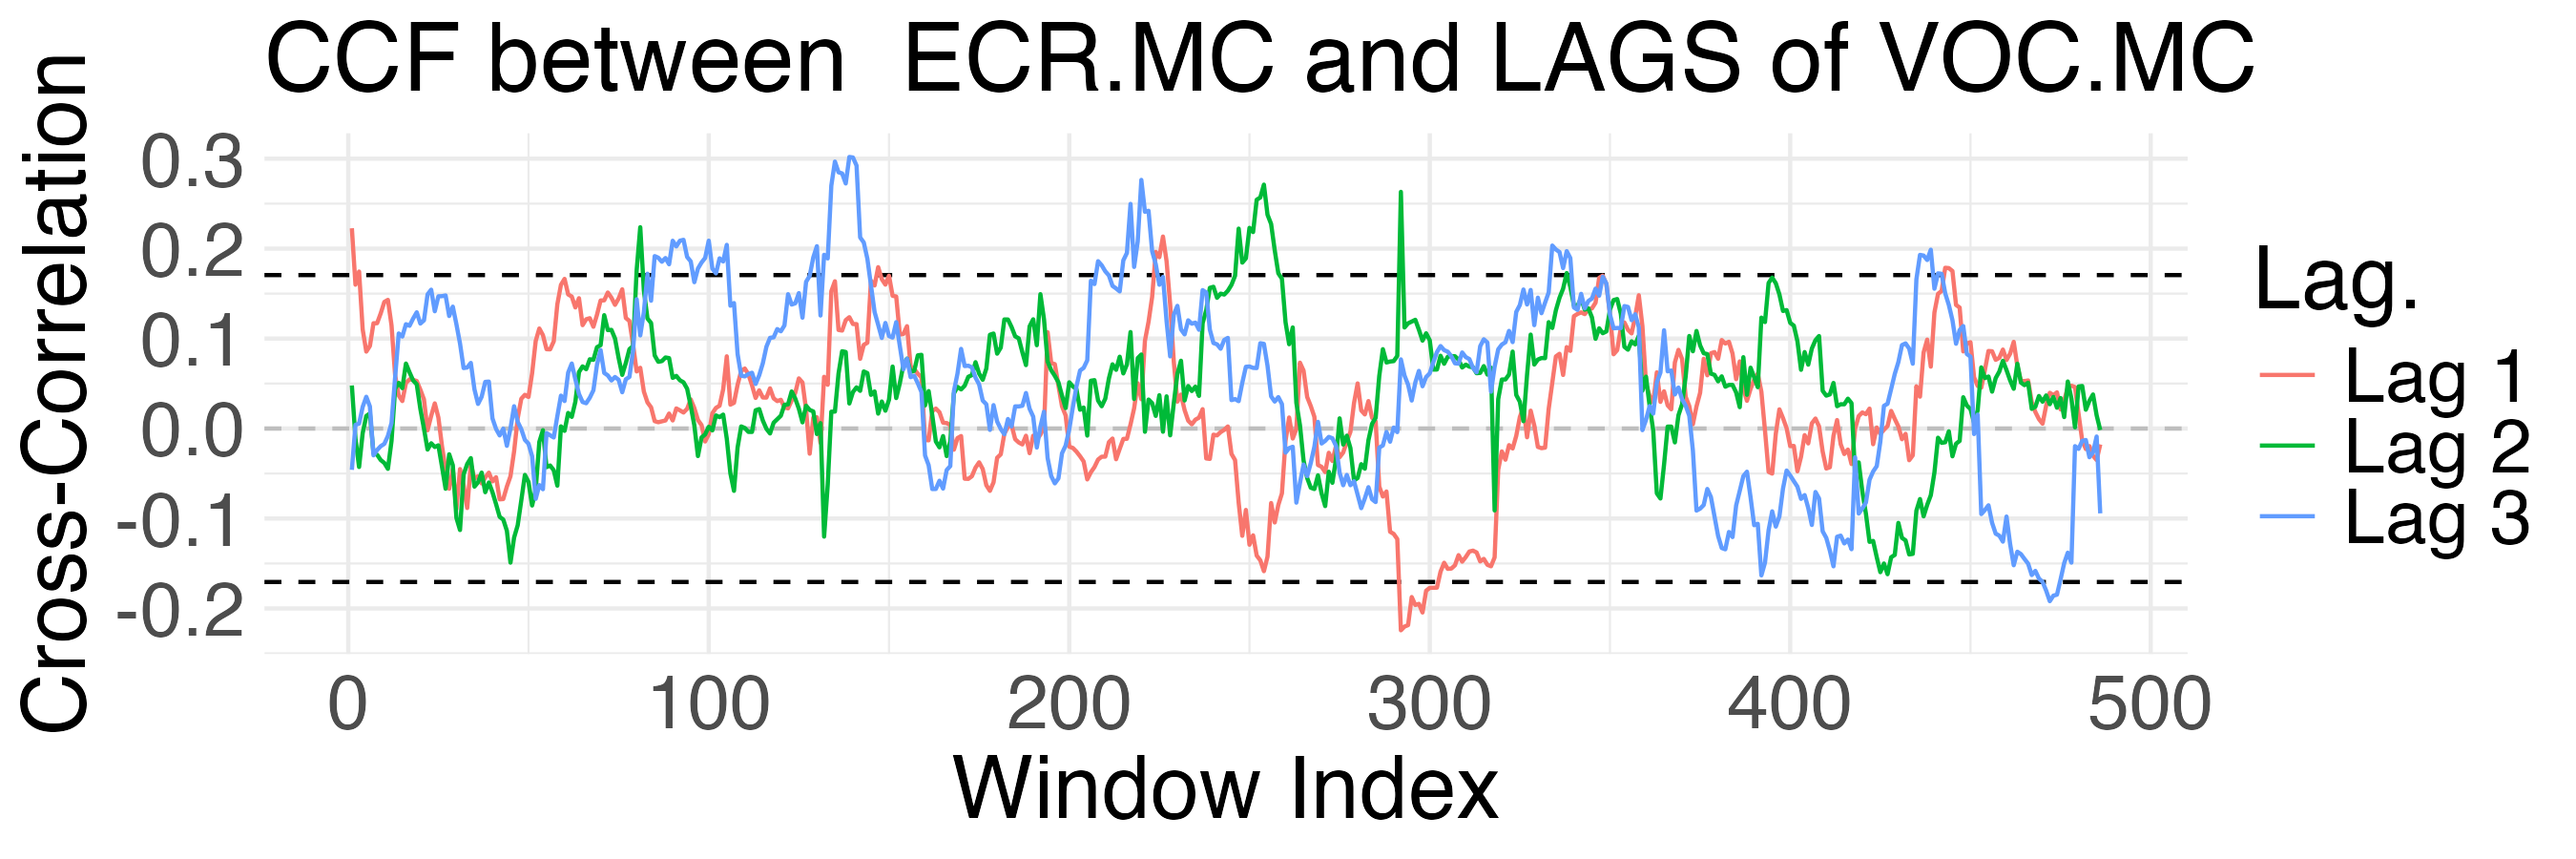 CCF between  ECR.MC and LAGS of VOC.MC
Cross-Correlation
0.3
0.2
0.1
0.0
-0.1
-0.2
0 100 200 300 400 500
Window Index
Lag.
Lag 1
Lag 2
Lag 3